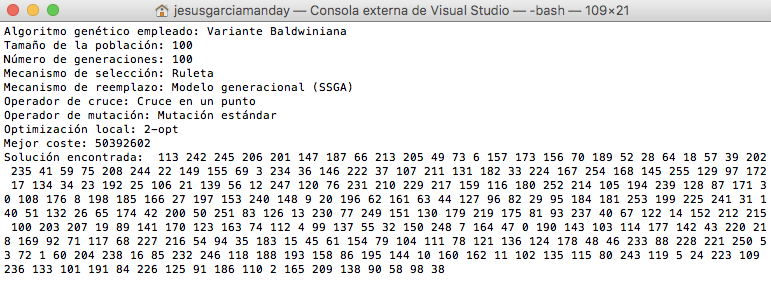 jesusgarciamanday — Consola externa de Visual Studio — -bash — 109×21
Algoritmo genético empleado: Variante Baldwiniana
Tamaño de la población: 100
Número de generaciones: 100
Mecanismo de selección: Ruleta
Mecanismo de reemplazo: Modelo generacional (SSGA)
Operador de cruce: Cruce en un punto
Operador de mutación: Mutación estándar
Optimización local: 2-opt
Mejor coste: 50392602
Solución encontrada:  113 242 245 206 201 147 187 66 213 205 49 73 6 157 173 156 70 189 52 28 64 18 57 39 202
 235 41 59 75 208 244 22 149 155 69 3 234 36 146 222 37 107 211 131 182 33 224 167 254 168 145 255 129 97 172
 17 134 34 23 192 25 106 21 139 56 12 247 120 76 231 210 229 217 159 116 180 252 214 105 194 239 128 87 171 3
0 108 176 8 198 185 166 27 197 153 240 148 9 20 196 62 161 63 44 127 96 82 29 95 184 181 253 199 225 241 31 1
40 51 132 26 65 174 42 200 50 251 83 126 13 230 77 249 151 130 179 219 175 81 93 237 40 67 122 14 152 212 215
 100 203 207 19 89 141 170 123 163 74 112 4 99 137 55 32 150 248 7 164 47 0 190 143 103 114 177 142 43 220 21
8 169 92 71 117 68 227 216 54 94 35 183 15 45 61 154 79 104 111 78 121 136 124 178 48 46 233 88 228 221 250 5
3 72 1 60 204 238 16 85 232 246 118 188 193 158 86 195 144 10 160 162 11 102 135 115 80 243 119 5 24 223 109
236 133 101 191 84 226 125 91 186 110 2 165 209 138 90 58 98 38